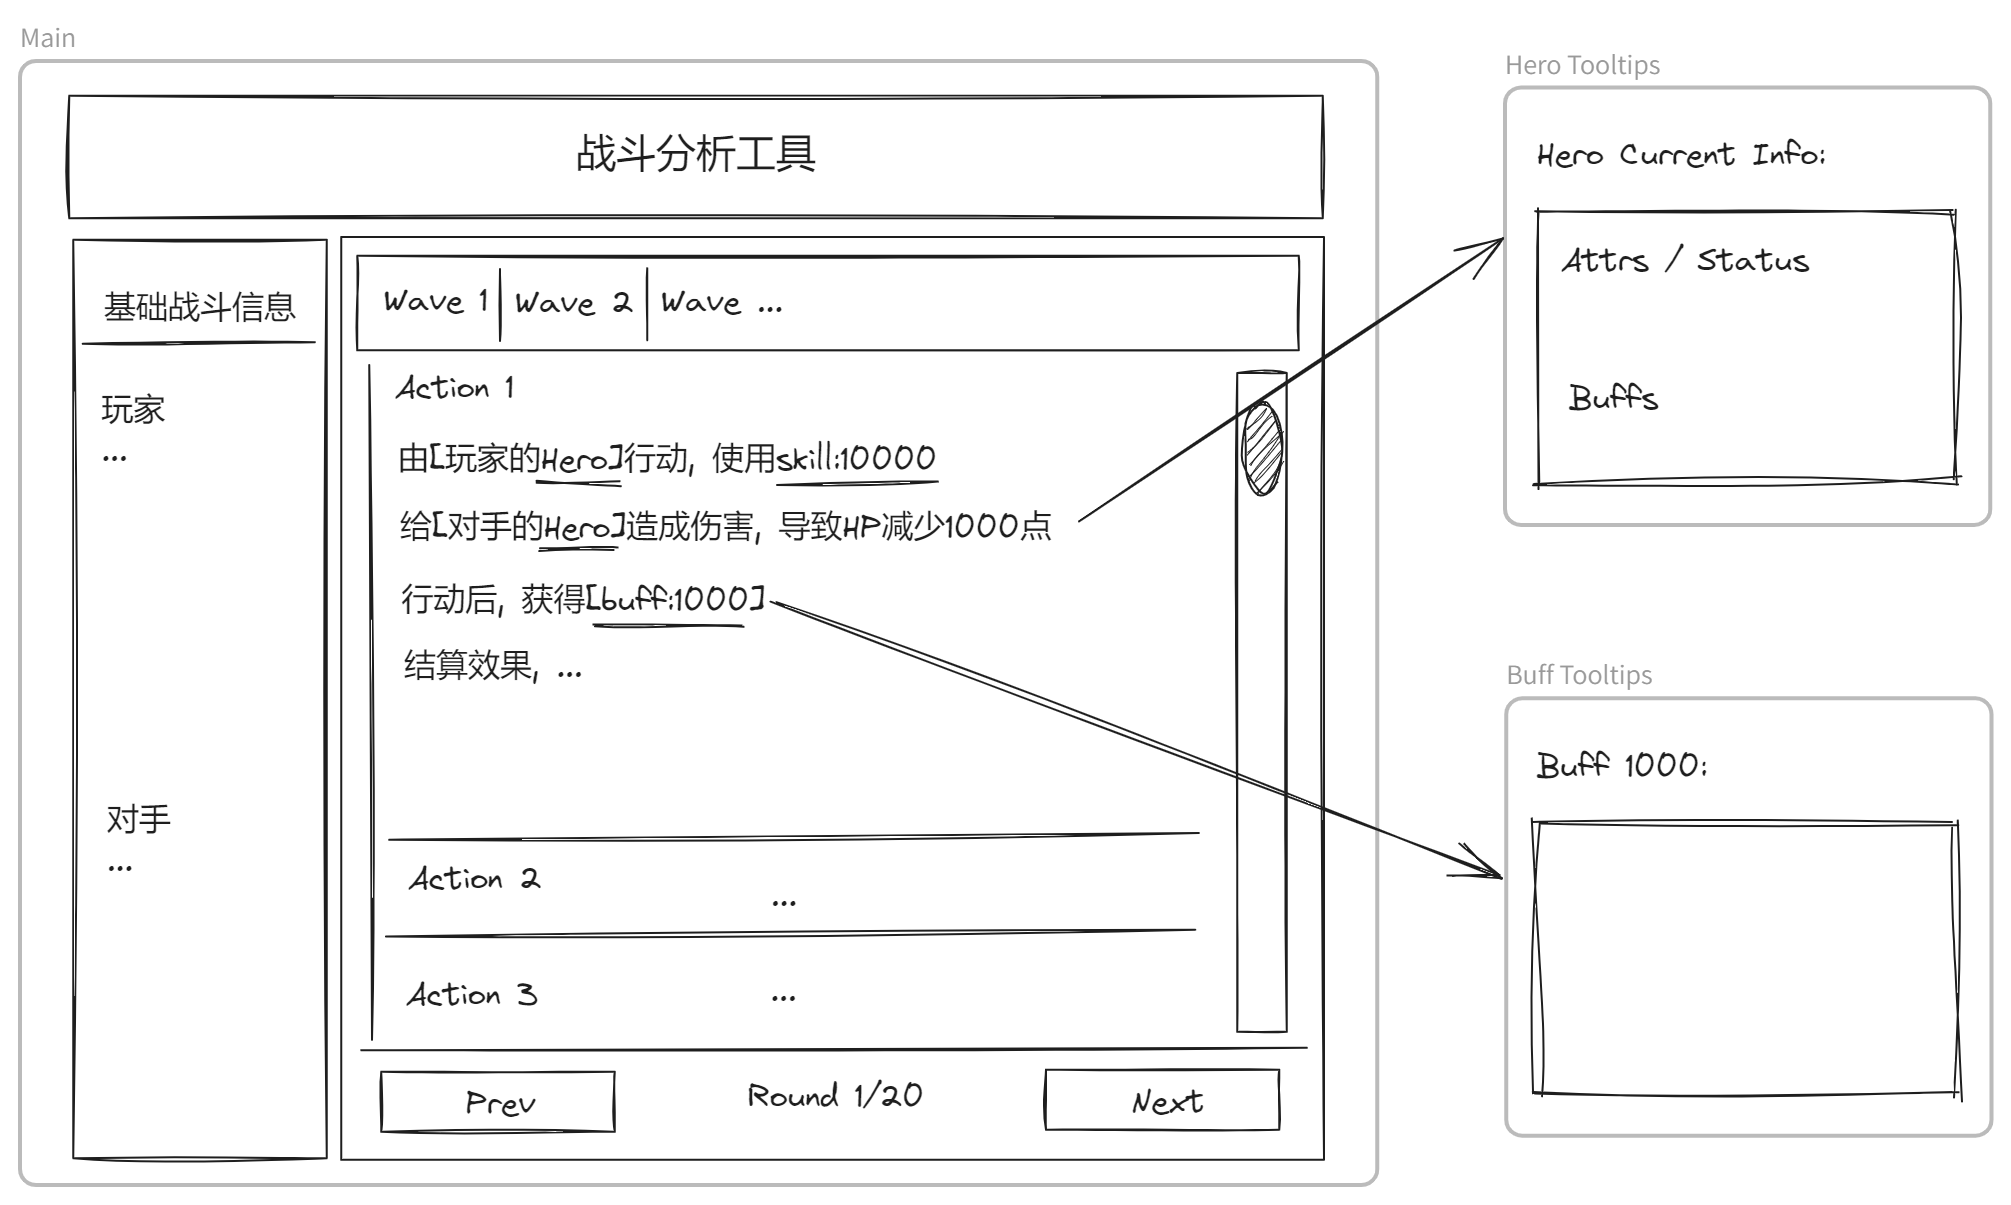 Main
战斗分析工具
基础战斗信息
玩家
...
对手
...
Wave 1 Wave 2 Wave ...
Action 1
由[玩家的Hero]行动, 使用skill:10000
给[对手的Hero]造成伤害, 导致HP减少1000点
行动后, 获得[buff:1000]
结算效果, ...
Action 2
...
Action 3
...
Prev
Round 1/20
Next
Hero Tooltips
Hero Current Info:
Attrs / Status
Buffs
Buff Tooltips
Buff 1000: